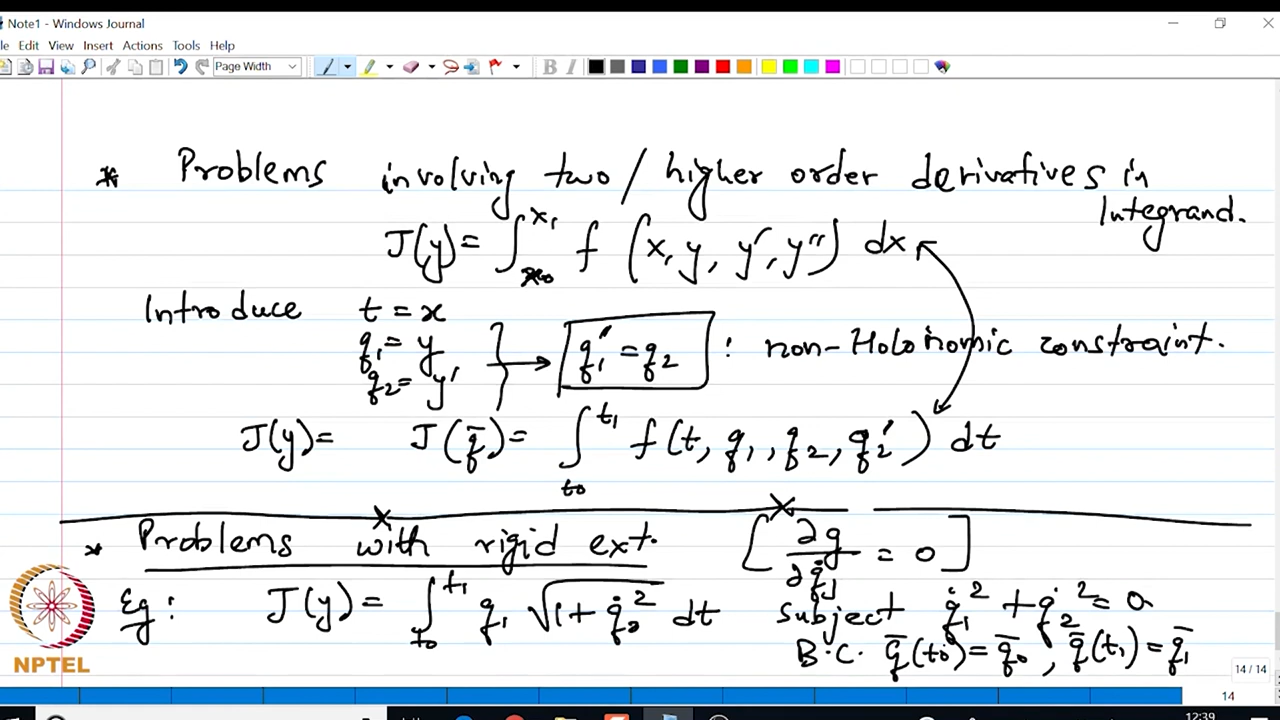 Note1 - Windows Journal
le Edit View Insert Actions Tools Help
Page Width
* Problems involving two / higher order derivatives in
Integrand.
J(y) = ∫_{x₀}^{x₁} f (x, y, y', y'') dx
Introduce t = x
q₁ = y
q₂ = y'
q₁' = q₂ : non-Holonomic constraint.
J(y) = J(q̄) = ∫_{t₀}^{t₁} f(t, q₁, q₂, q₂') dt
* Problems with rigid ext. [∂g/∂q̇ⱼ = 0]
Eg: J(y) = ∫_{t₀}^{t₁} q₁ √(1 + q̇₂²) dt Subject q̇₁² + q̇₂² = 0
B.C. q̄(t₀) = q̄₀, q̄(t₁) = q̄₁
NPTEL
14 / 14
14
12:39